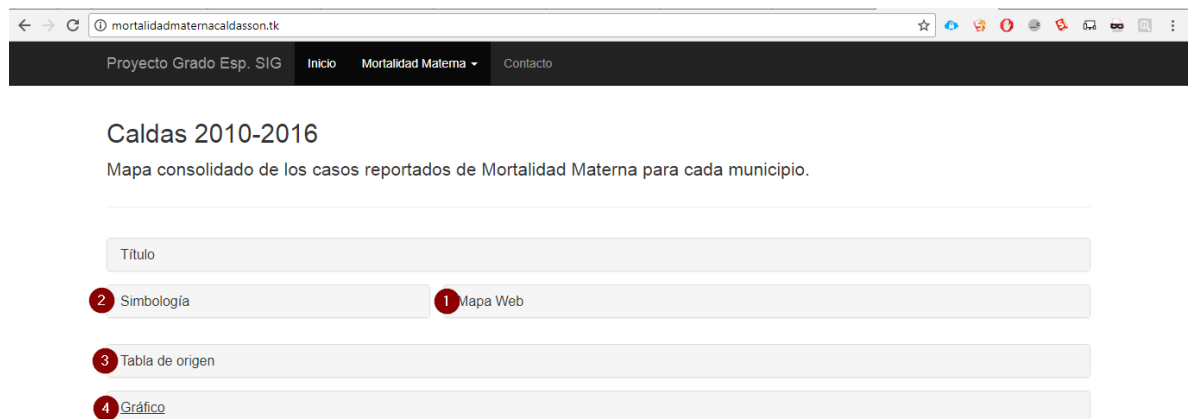 mortalidadmaternacaldasson.tk
Proyecto Grado Esp. SIG Inicio Mortalidad Materna Contacto
Caldas 2010-2016
Mapa consolidado de los casos reportados de Mortalidad Materna para cada municipio.
Título
2 Simbología 1 Mapa Web
3 Tabla de origen
4 Gráfico